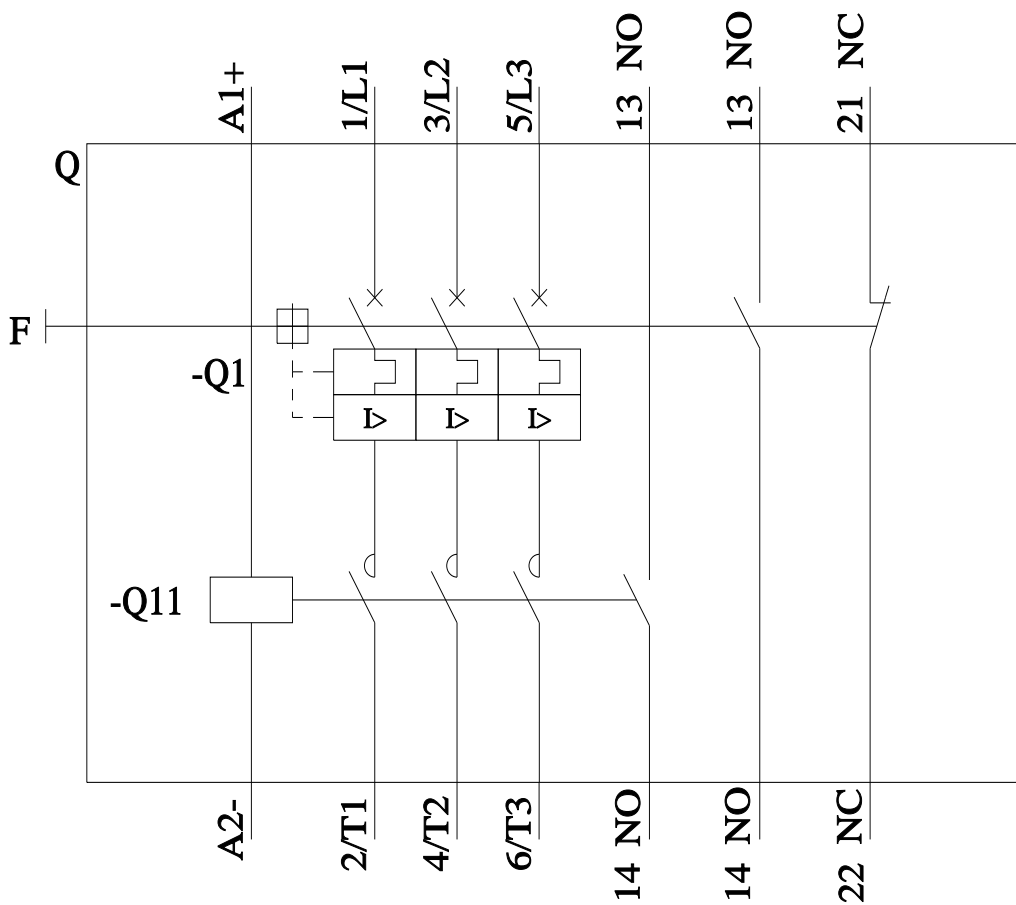 A1+
1/L1
3/L2
5/L3
13 NO
13 NO
21 NC
Q
F
-Q1
I>
I>
I>
-Q11
A2-
2/T1
4/T2
6/T3
14 NO
14 NO
22 NC